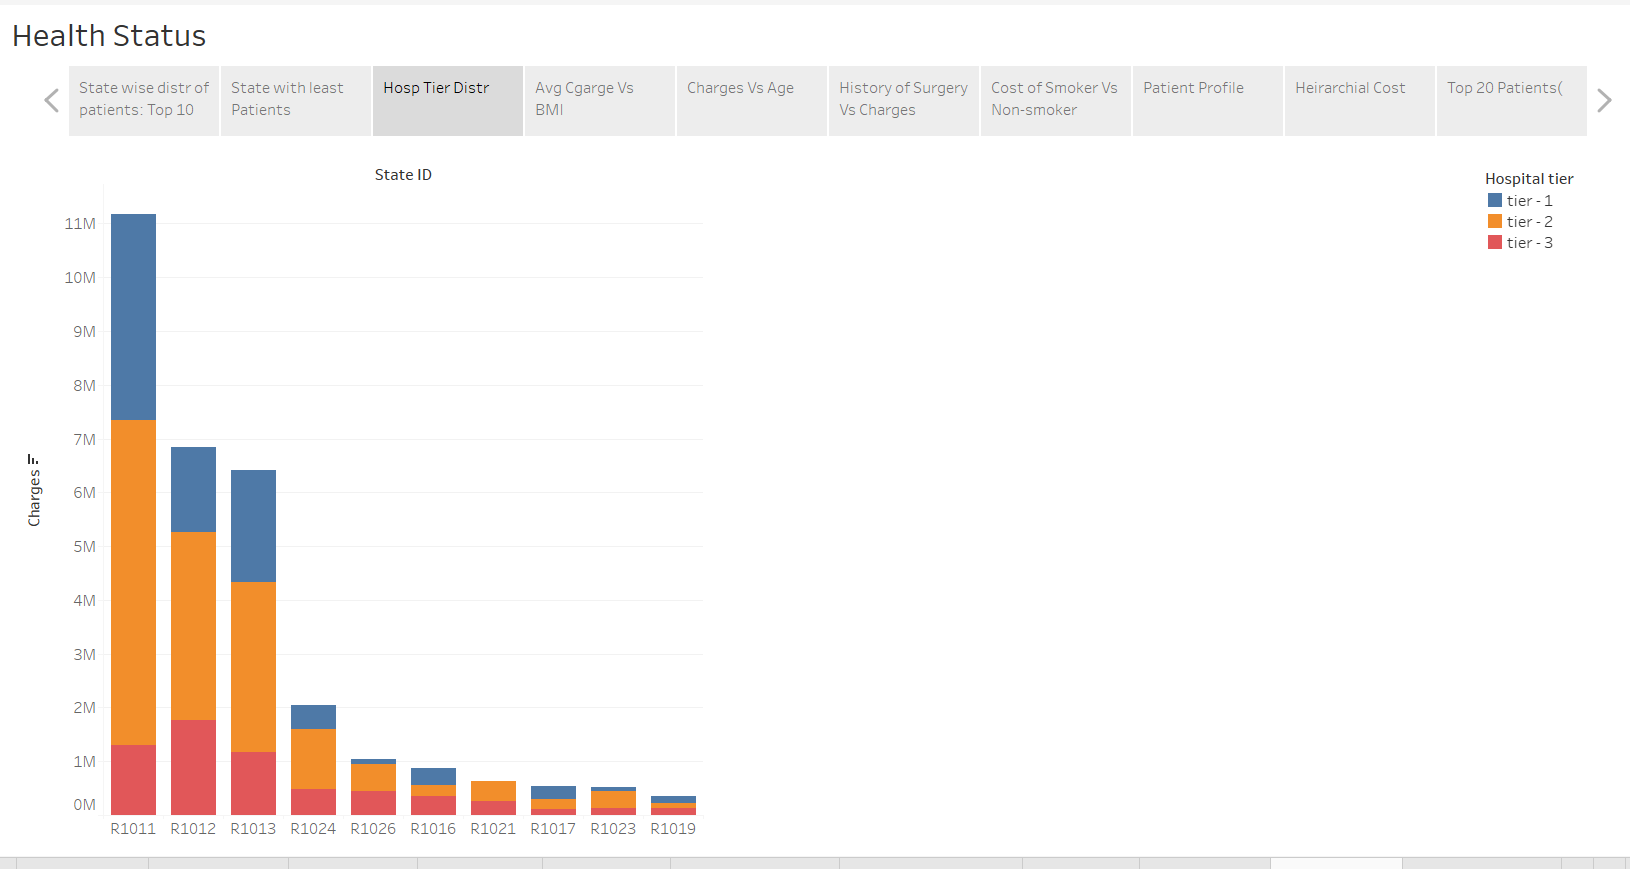 Health Status
State wise distr of
patients: Top 10
State with least
Patients
Hosp Tier Distr
Avg Cgarge Vs
BMI
Charges Vs Age
History of Surgery
Vs Charges
Cost of Smoker Vs
Non-smoker
Patient Profile
Heirarchial Cost
Top 20 Patients(
State ID
Hospital tier
tier - 1
tier - 2
tier - 3
Charges
11M
10M
9M
8M
7M
6M
5M
4M
3M
2M
1M
0M
R1011 R1012 R1013 R1024 R1026 R1016 R1021 R1017 R1023 R1019